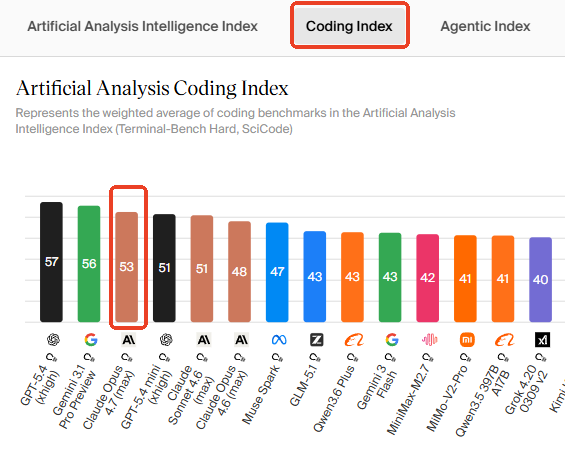 Artificial Analysis Intelligence Index
Coding Index
Agentic Index
Artificial Analysis Coding Index
Represents the weighted average of coding benchmarks in the Artificial Analysis
Intelligence Index (Terminal-Bench Hard, SciCode)
57
56
53
51
51
48
47
43
43
43
42
41
41
40
GPT-5.4
(xhigh)
Gemini 3.1
Pro Preview
Claude Opus
4.7 (max)
GPT-5.4 mini
(xhigh)
Claude
Sonnet 4.6
(max)
Claude Opus
4.6 (max)
Muse Spark
GLM-5.1
Qwen3.6 Plus
Gemini 3
Flash
MiniMax-M2.7
MiMo-V2-Pro
Qwen3.5 397B
A17B
Grok 4.20
0309 v2